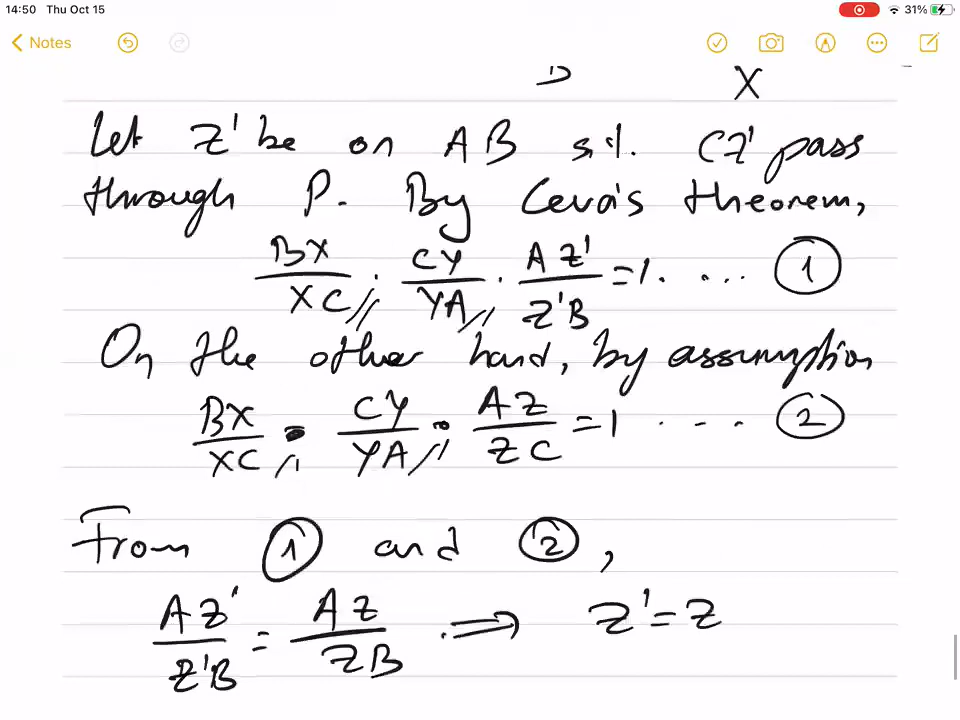 14:50 Thu Oct 15 31%
Notes
X
Let Z' be on AB s.t. CZ' pass
through P. By Ceva's theorem,
BX/XC · CY/YA · AZ'/Z'B = 1. ... ①
On the other hand, by assumption
BX/XC · CY/YA · AZ/ZC = 1 ... ②
From ① and ②,
AZ'/Z'B = AZ/ZB ⟹ Z' = Z